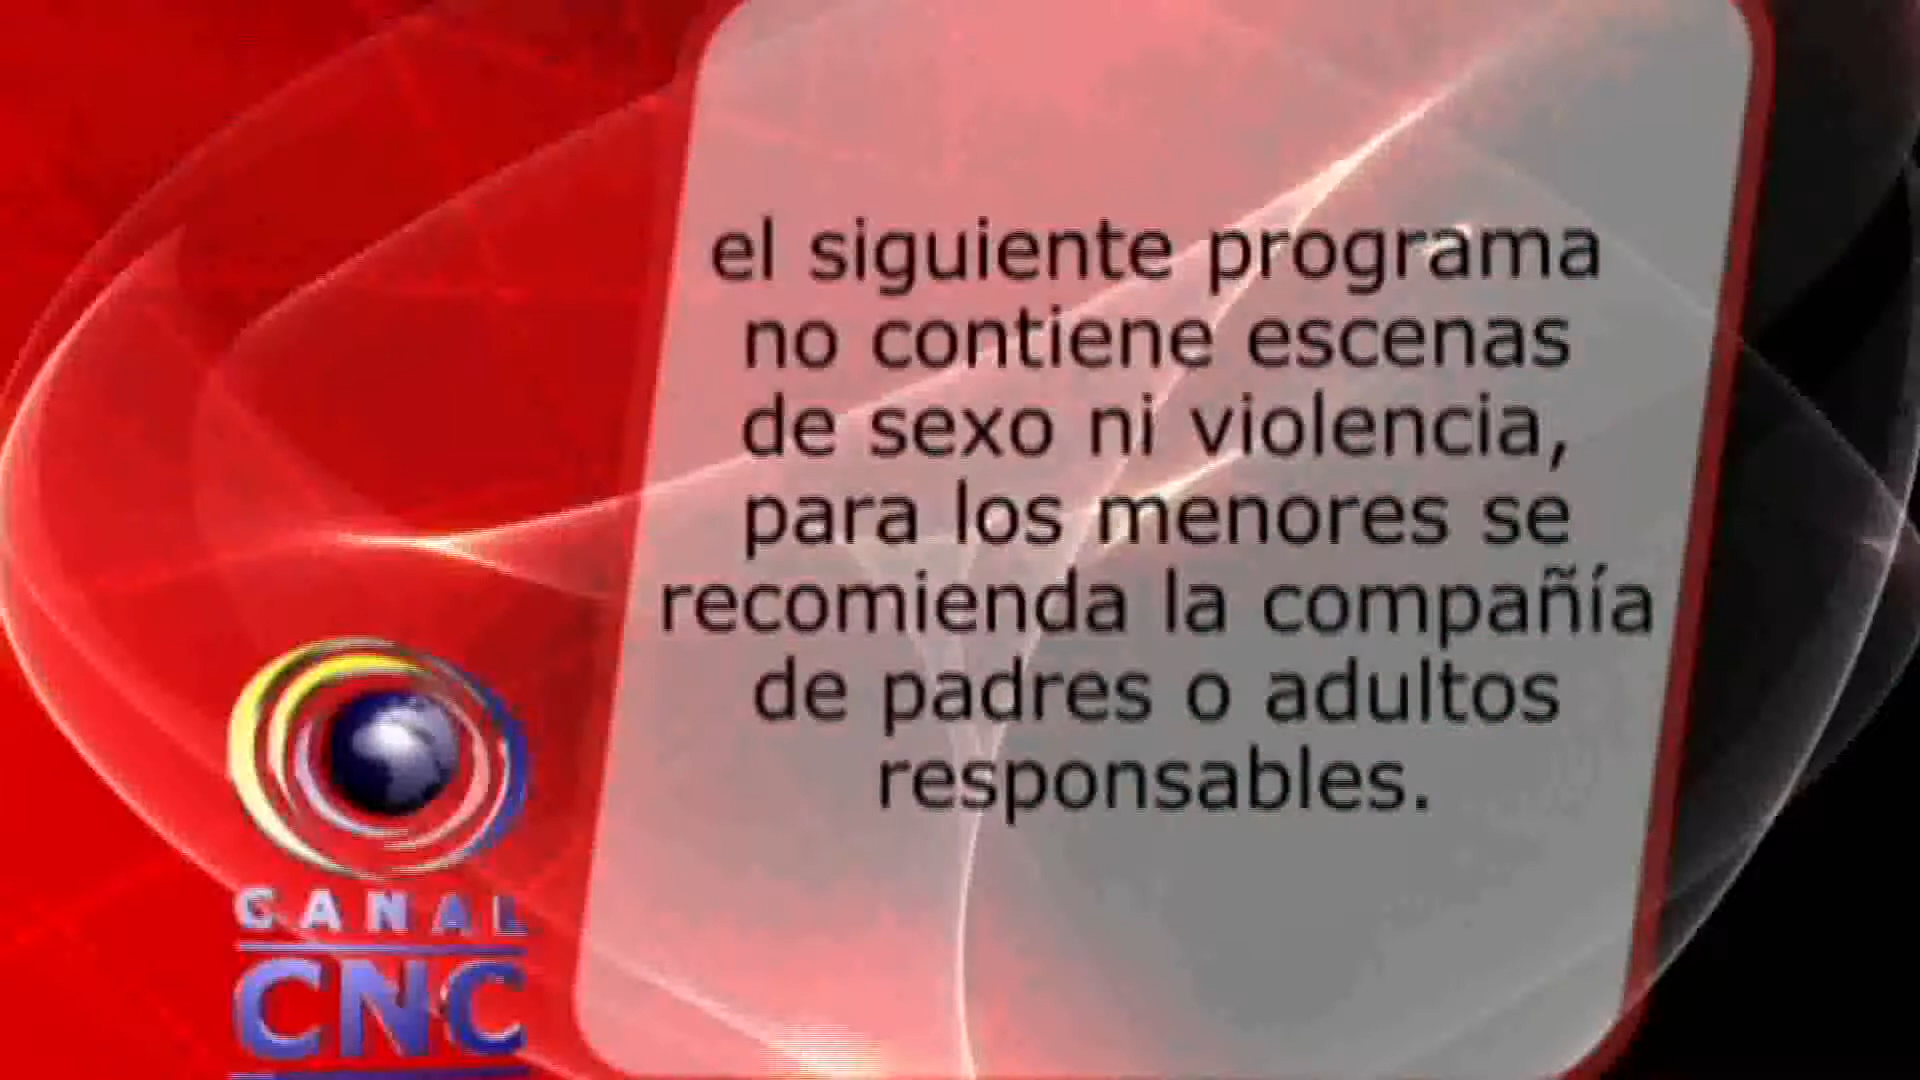 el siguiente programa
no contiene escenas
de sexo ni violencia,
para los menores se
recomienda la compañía
de padres o adultos
responsables.
CANAL
CNC